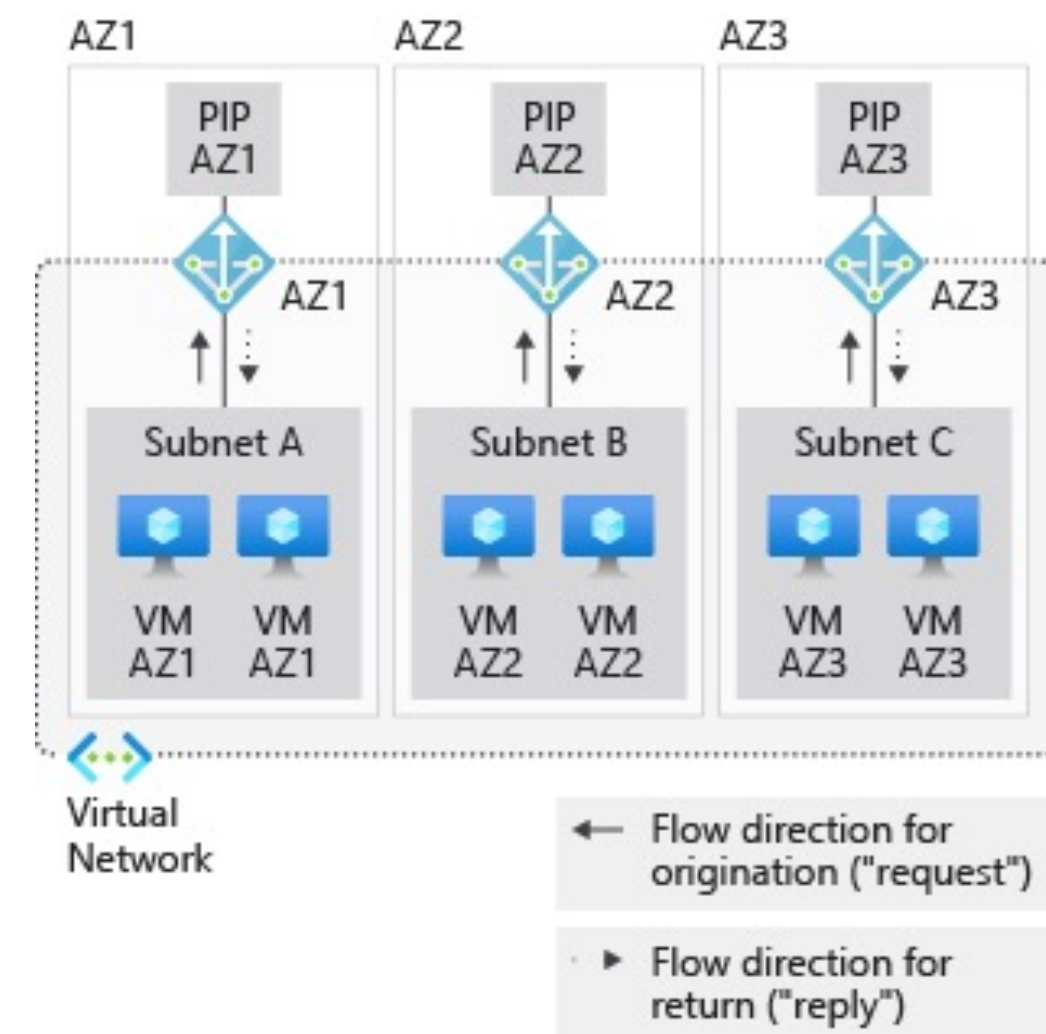 AZ1
AZ2
AZ3
PIP
AZ1
PIP
AZ2
PIP
AZ3
AZ1
AZ2
AZ3
Subnet A
Subnet B
Subnet C
VM
AZ1
VM
AZ1
VM
AZ2
VM
AZ2
VM
AZ3
VM
AZ3
Virtual
Network
Flow direction for
origination ("request")
Flow direction for
return ("reply")